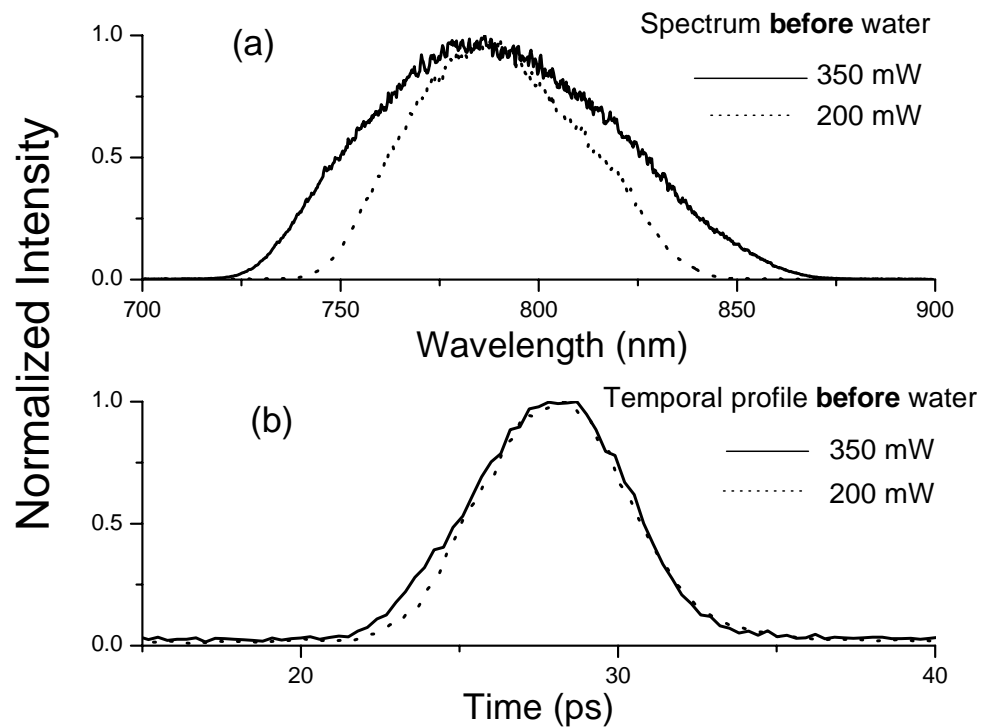 Normalized Intensity
(a)
Spectrum before water
350 mW
200 mW
1.0
0.5
0.0
700 750 800 850 900
Wavelength (nm)
(b)
Temporal profile before water
350 mW
200 mW
1.0
0.5
0.0
20 30 40
Time (ps)